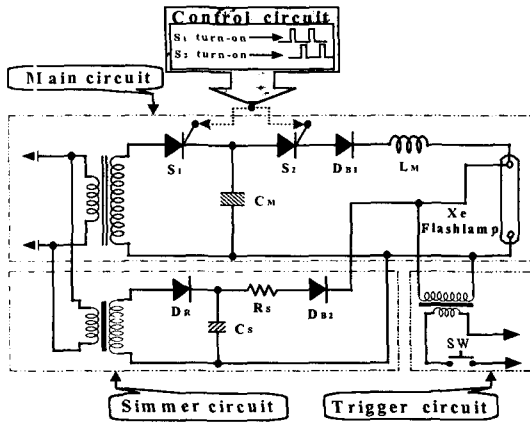 Control circuit
S1 turn-on
S2 turn-on
Main circuit
S1
S2
DB1
LM
CM
Xe
Flashlamp
DR
RS
DB2
CS
SW
Simmer circuit
Trigger circuit